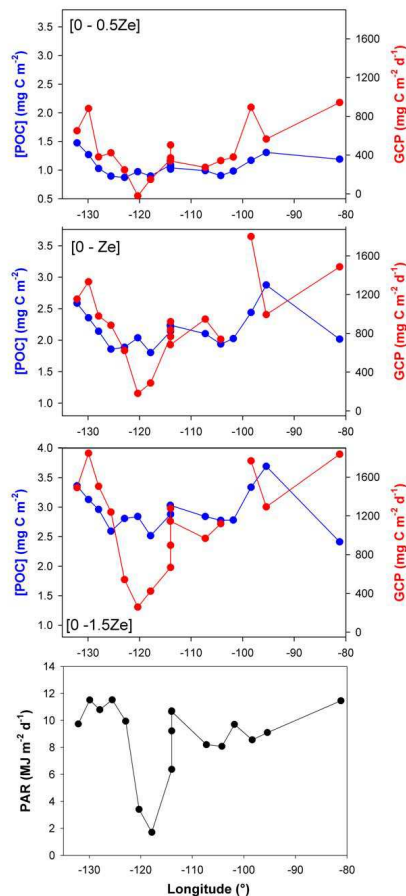 [0 - 0.5Ze]
[POC] (mg C m⁻²)
GCP (mg C m⁻² d⁻¹)
3.5
3.0
2.5
2.0
1.5
1.0
0.5
1600
1200
800
400
0
-130 -120 -110 -100 -90 -80
[0 - Ze]
[POC] (mg C m⁻²)
GCP (mg C m⁻² d⁻¹)
3.5
3.0
2.5
2.0
1.5
1.0
1600
1200
800
400
0
-130 -120 -110 -100 -90 -80
[POC] (mg C m⁻²)
GCP (mg C m⁻² d⁻¹)
4.0
3.5
3.0
2.5
2.0
1.5
1.0
1600
1200
800
400
0
[0 -1.5Ze]
-130 -120 -110 -100 -90 -80
PAR (MJ m⁻² d⁻¹)
14
12
10
8
6
4
2
0
-130 -120 -110 -100 -90 -80
Longitude (°)